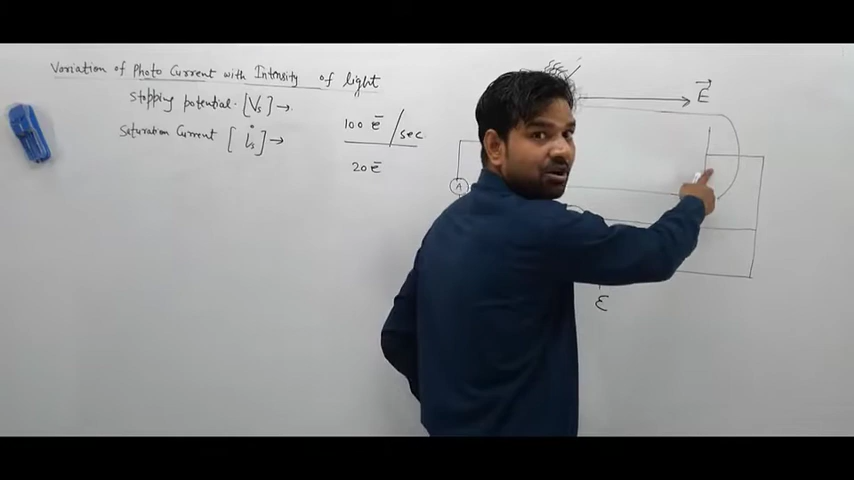 Variation of Photo Current with Intensity of light
Stopping potential [Vs] →
Saturation Current [is] →
100 ē / sec
20 ē
E⃗
A
ε